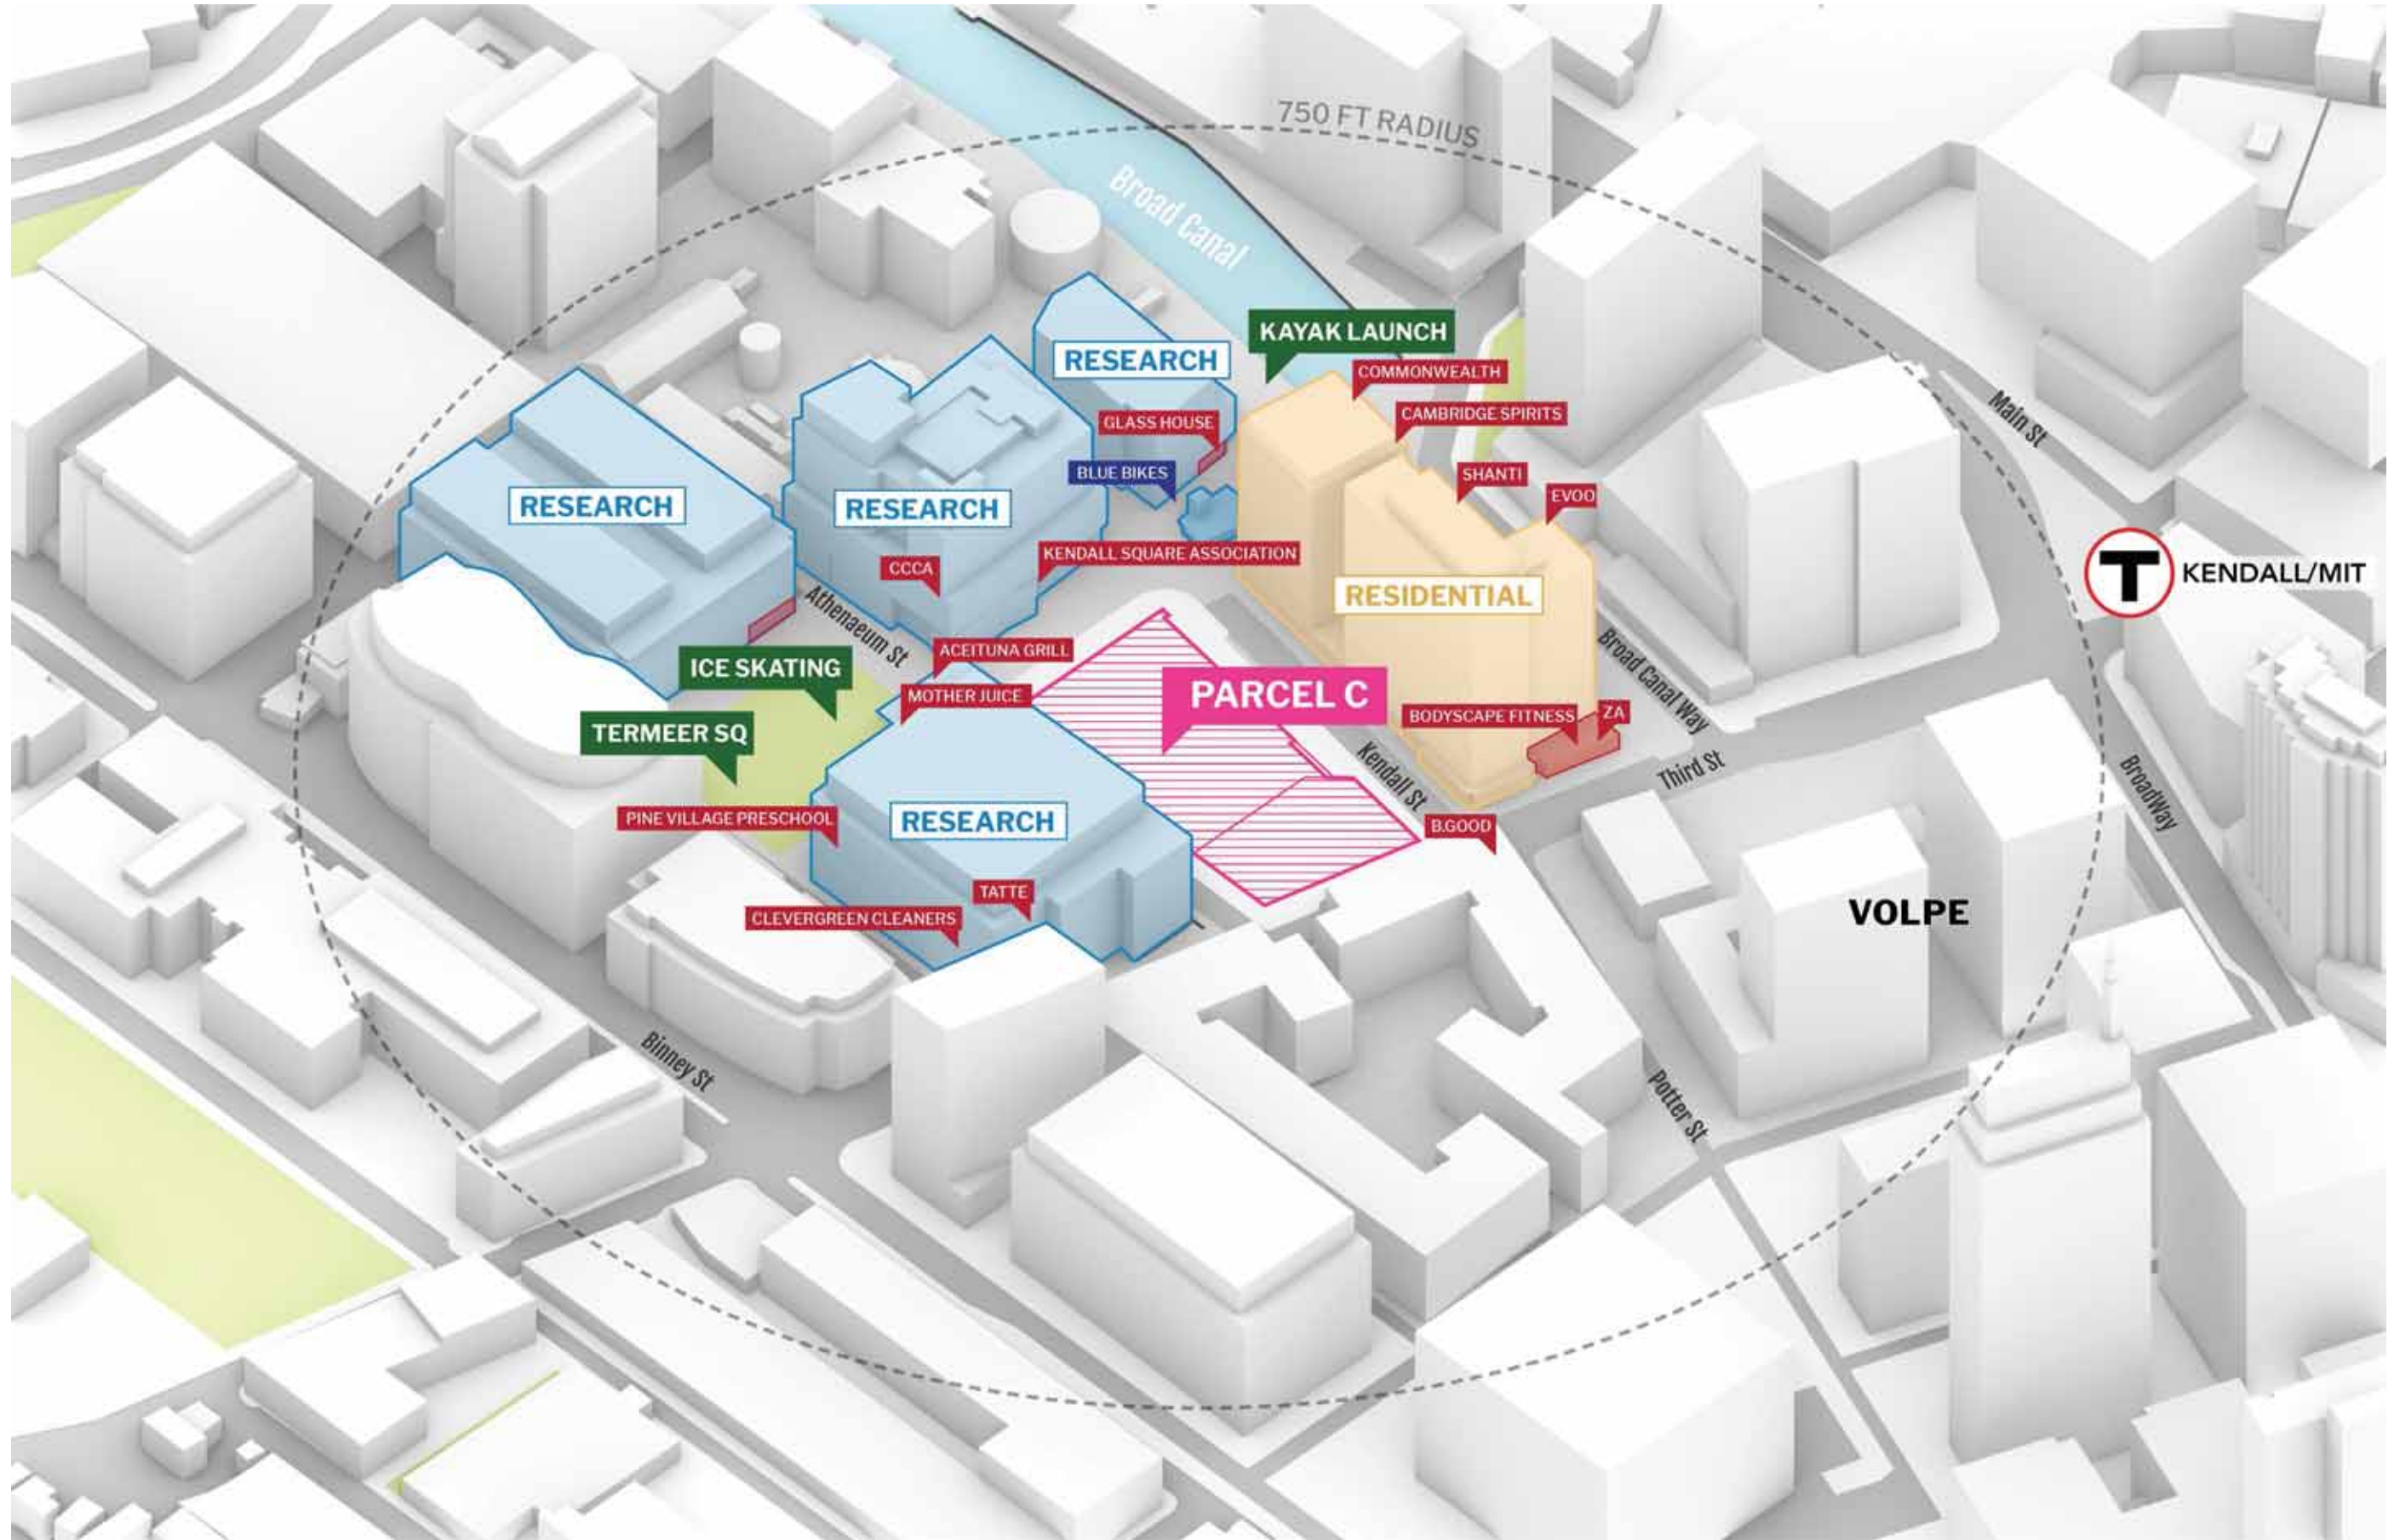 750 FT RADIUS
Broad Canal
KAYAK LAUNCH
RESEARCH
COMMONWEALTH
Main St
GLASS HOUSE
CAMBRIDGE SPIRITS
BLUE BIKES
SHANTI
EVOO
RESEARCH
RESEARCH
KENDALL SQUARE ASSOCIATION
CCCA
T
KENDALL/MIT
RESIDENTIAL
Athenaeum St
ACEITUNA GRILL
ICE SKATING
MOTHER JUICE
PARCEL C
Broad Canal Way
TERMEER SQ
BODYSCAPE FITNESS
ZA
Kendall St
Third St
BroadWay
PINE VILLAGE PRESCHOOL
RESEARCH
B.GOOD
TATTE
CLEVERGREEN CLEANERS
VOLPE
Binney St
Potter St